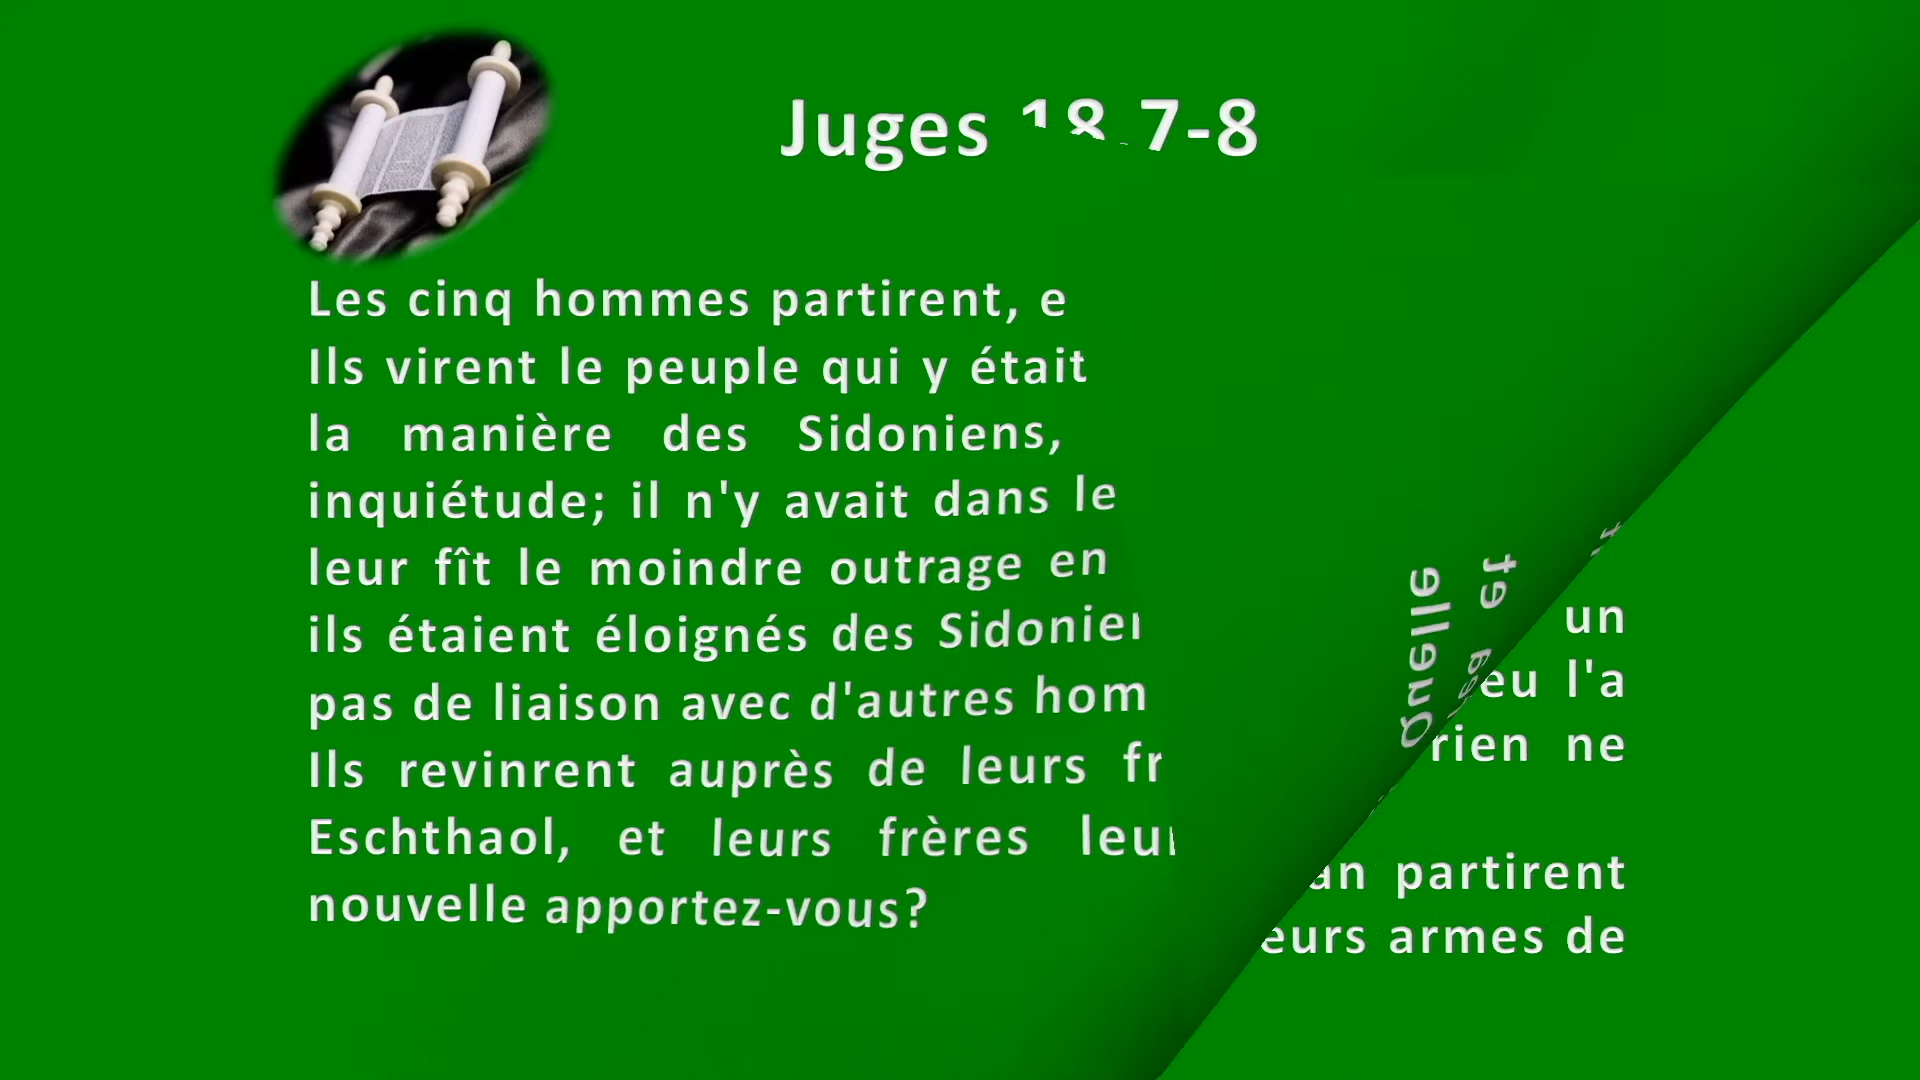 Juges 18 7-8
Les cinq hommes partirent, e
Ils virent le peuple qui y était
la manière des Sidoniens,
inquiétude; il n'y avait dans le
leur fît le moindre outrage en
ils étaient éloignés des Sidonie
pas de liaison avec d'autres hom
Ils revinrent auprès de leurs fr
Eschthaol, et leurs frères leu
nouvelle apportez-vous?
Quelle
et
un
eu l'a
rien ne
an partirent
eurs armes de